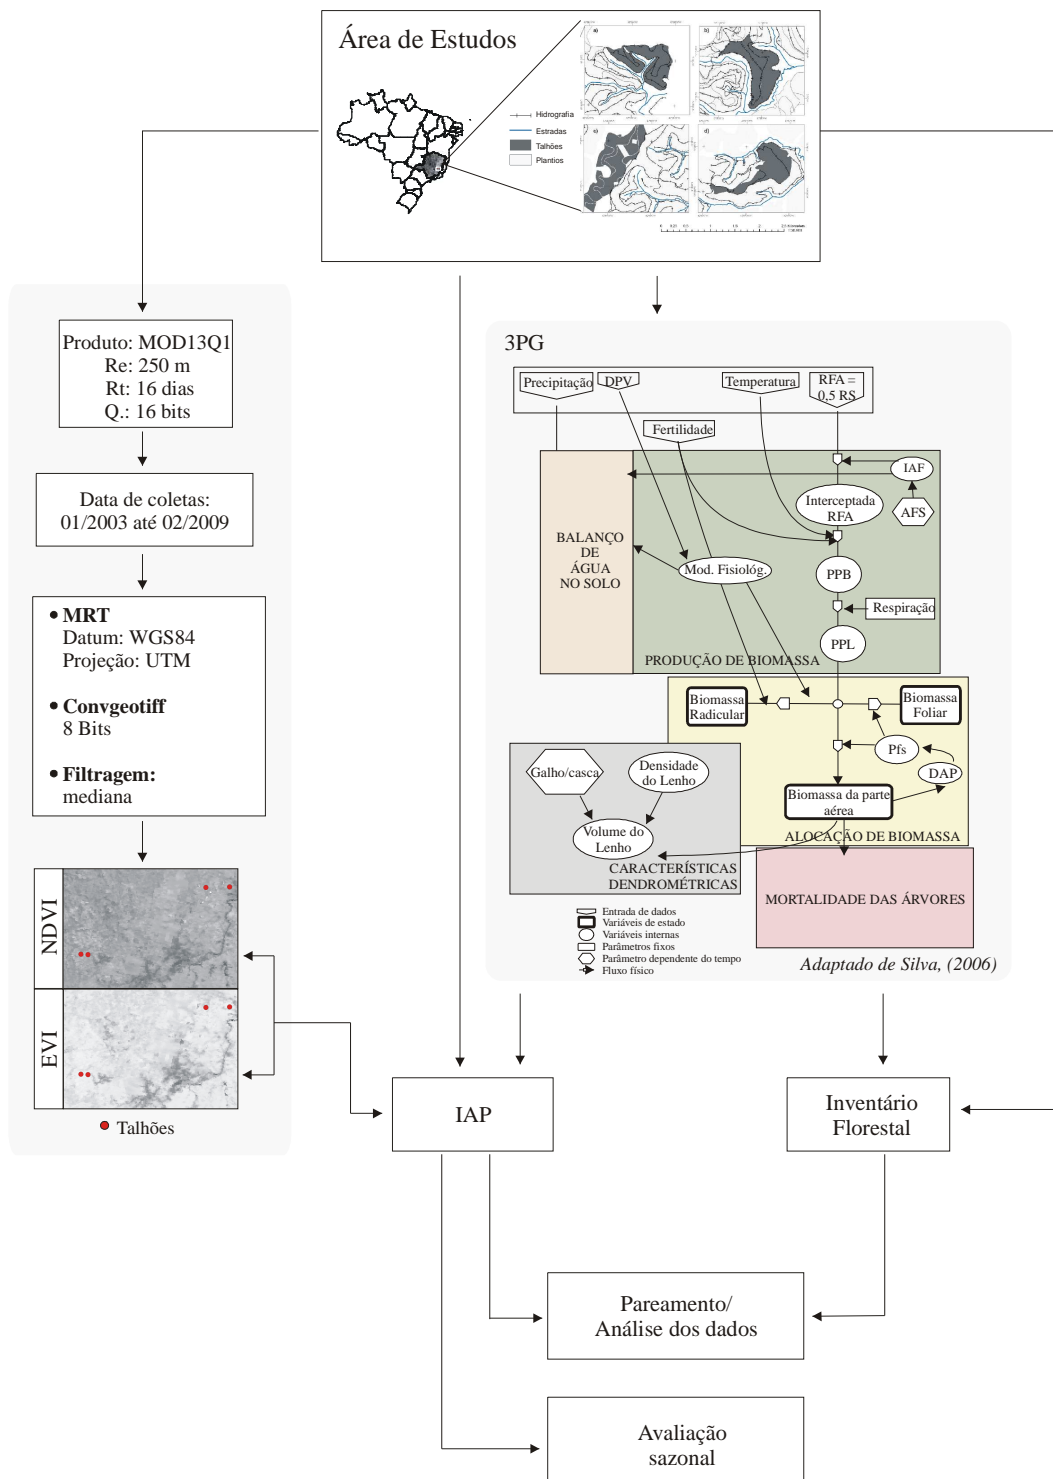 Área de Estudos
a)
b)
c)
d)
Hidrografia
Estradas
Talhões
Plantios
Produto: MOD13Q1
Re: 250 m
Rt: 16 dias
Q.: 16 bits
Data de coletas:
01/2003 até 02/2009
• MRT
Datum: WGS84
Projeção: UTM
• Convgeotiff
8 Bits
• Filtragem:
mediana
NDVI
EVI
Talhões
3PG
Precipitação
DPV
Temperatura
RFA =
0,5 RS
Fertilidade
IAF
AFS
Interceptada
RFA
BALANÇO
DE
ÁGUA
NO SOLO
Mod. Fisiológ.
PPB
Respiração
PPL
PRODUÇÃO DE BIOMASSA
Biomassa
Radicular
Biomassa
Foliar
Pfs
DAP
Biomassa da parte
aérea
ALOCAÇÃO DE BIOMASSA
Galho/casca
Densidade
do Lenho
Volume do
Lenho
CARACTERÍSTICAS
DENDROMÉTRICAS
MORTALIDADE DAS ÁRVORES
Entrada de dados
Variáveis de estado
Variáveis internas
Parâmetros fixos
Parâmetro dependente do tempo
Fluxo físico
Adaptado de Silva, (2006)
IAP
Inventário
Florestal
Pareamento/
Análise dos dados
Avaliação
sazonal